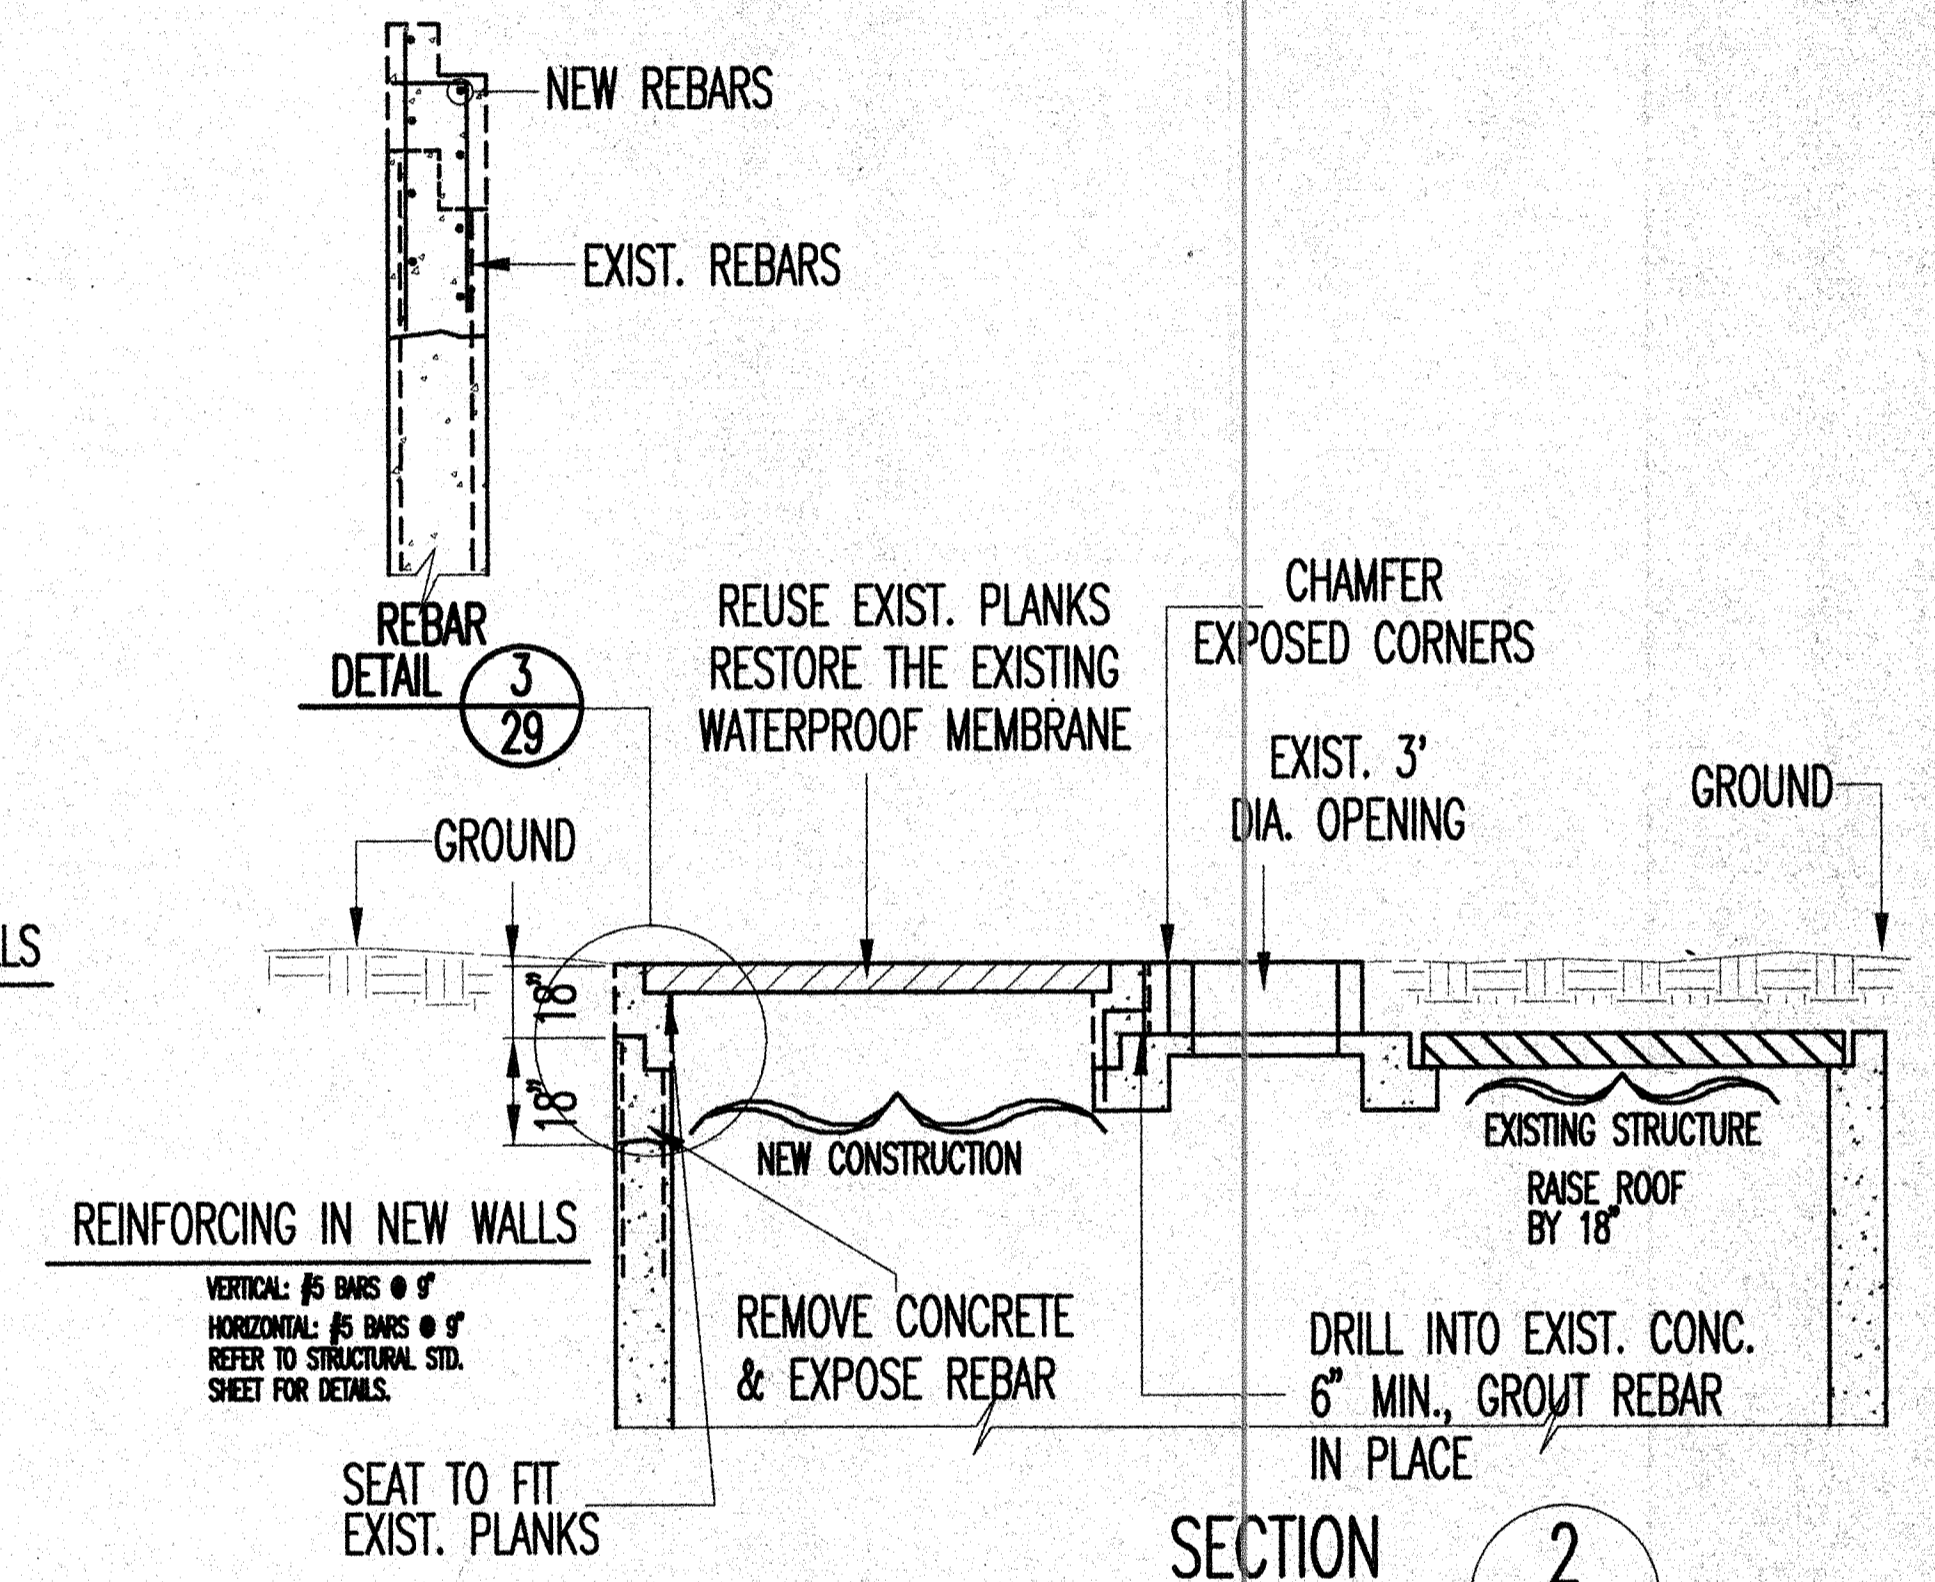 NEW REBARS
EXIST. REBARS
REBAR
DETAIL
3
29
REUSE EXIST. PLANKS
RESTORE THE EXISTING
WATERPROOF MEMBRANE
CHAMFER
EXPOSED CORNERS
EXIST. 3'
DIA. OPENING
GROUND
GROUND
LS
18"
18"
NEW CONSTRUCTION
EXISTING STRUCTURE
RAISE ROOF
BY 18"
REINFORCING IN NEW WALLS
VERTICAL: #5 BARS @ 9"
HORIZONTAL: #5 BARS @ 9"
REFER TO STRUCTURAL STD.
SHEET FOR DETAILS.
REMOVE CONCRETE
& EXPOSE REBAR
DRILL INTO EXIST. CONC.
6" MIN., GROUT REBAR
IN PLACE
SEAT TO FIT
EXIST. PLANKS
SECTION
2